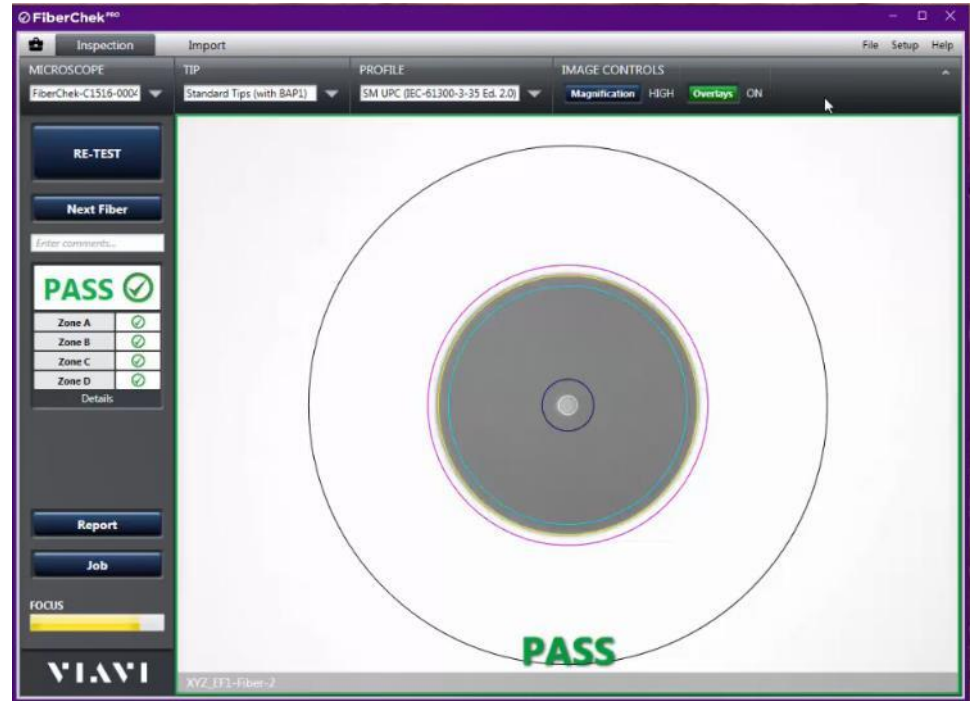 FiberChek PRO
Inspection Import File Setup Help
MICROSCOPE TIP PROFILE IMAGE CONTROLS
FiberChek-C1516-0004 Standard Tips (with BAP1) SM UPC (IEC-61300-3-35 Ed. 2.0) Magnification HIGH Overlays ON
RE-TEST
Next Fiber
Enter comments...
PASS
Zone A
Zone B
Zone C
Zone D
Details
Report
Job
FOCUS
PASS
VIAVI
XYZ_EF1-Fiber-2